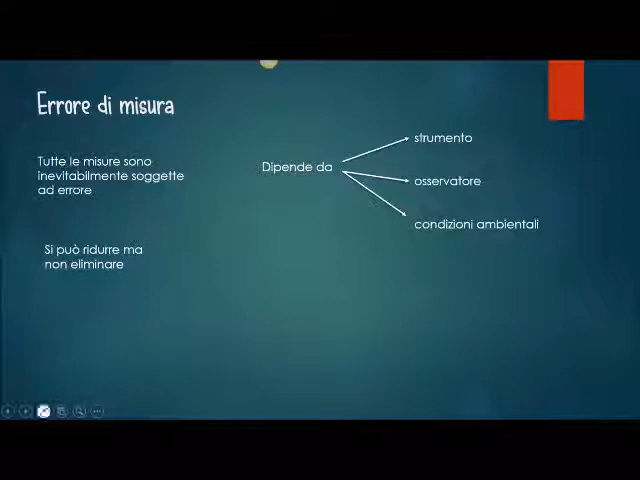 Errore di misura
Tutte le misure sono
inevitabilmente soggette
ad errore
Si può ridurre ma
non eliminare
Dipende da
strumento
osservatore
condizioni ambientali